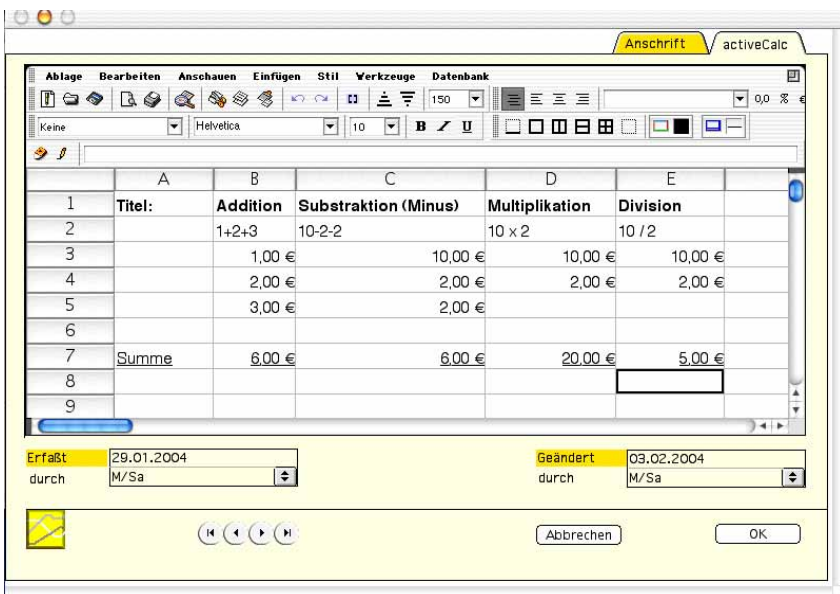 Anschrift activeCalc
Ablage Bearbeiten Anschauen Einfügen Stil Verkzeuge Datenbank
150 0,0 % €
Keine Helvetica 10 B I U
A B C D E
1 Titel: Addition Substraktion (Minus) Multiplikation Division
2 1+2+3 10-2-2 10 x 2 10 / 2
3 1,00 € 10,00 € 10,00 € 10,00 €
4 2,00 € 2,00 € 2,00 € 2,00 €
5 3,00 € 2,00 €
6
7 Summe 6,00 € 6,00 € 20,00 € 5,00 €
8
9
Erfaßt 29.01.2004 Geändert 03.02.2004
durch M/Sa durch M/Sa
Abbrechen OK